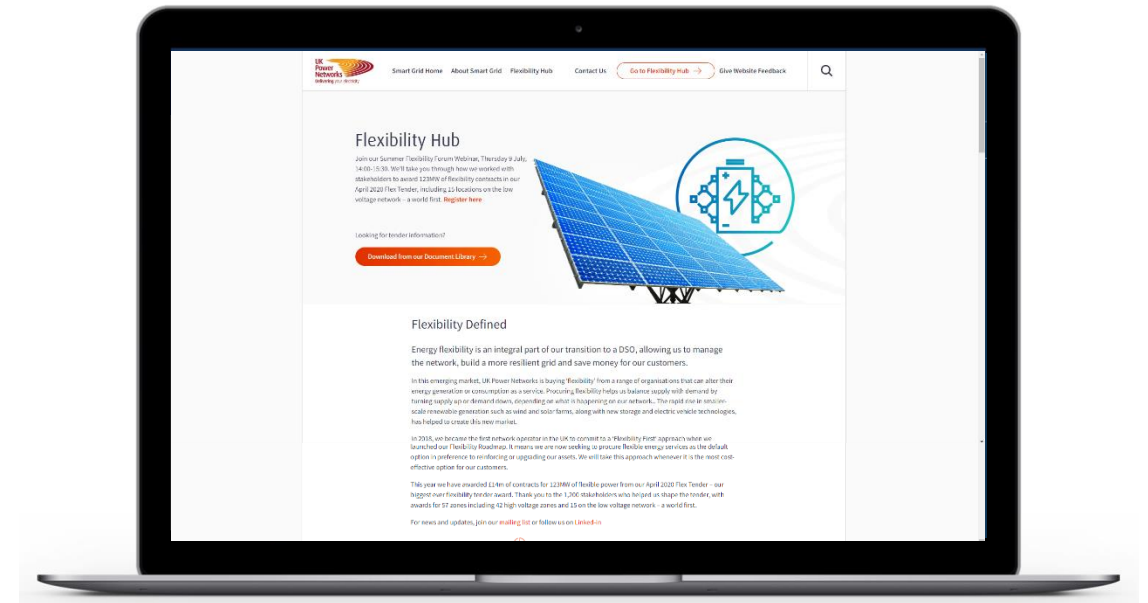 UK
Power
Networks
Delivering your electricity
Smart Grid Home About Smart Grid Flexibility Hub Contact Us Go to Flexibility Hub → Give Website Feedback
Flexibility Hub
Join our Summer Flexibility Forum Webinar, Thursday 9 July,
14:00-15:30. We'll take you through how we worked with
stakeholders to award 123MW of flexibility contracts in our
April 2020 Flex Tender, including 15 locations on the low
voltage network – a world first. Register here
Looking for tender information?
Download from our Document Library →
Flexibility Defined
Energy flexibility is an integral part of our transition to a DSO, allowing us to manage
the network, build a more resilient grid and save money for our customers.
In this emerging market, UK Power Networks is buying 'flexibility' from a range of organisations that can alter their
energy generation or consumption as a service. Procuring flexibility helps us balance supply with demand by
turning supply up or demand down, depending on what is happening on our network. The rapid rise in smaller-
scale renewable generation such as wind and solar farms, along with new storage and electric vehicle technologies,
has helped to create this new market.
In 2018, we became the first network operator in the UK to commit to a 'Flexibility First' approach when we
launched our Flexibility Roadmap. It means we are now seeking to procure flexible energy services as the default
option in preference to reinforcing or upgrading our assets. We will take this approach whenever it is the most cost-
effective option for our customers.
This year we have awarded £14m of contracts for 123MW of flexible power from our April 2020 Flex Tender – our
biggest ever flexibility tender award. Thank you to the 1,200 stakeholders who helped us shape the tender, with
awards for 57 zones including 42 high voltage zones and 15 on the low voltage network – a world first.
For news and updates, join our mailing list or follow us on Linked-in